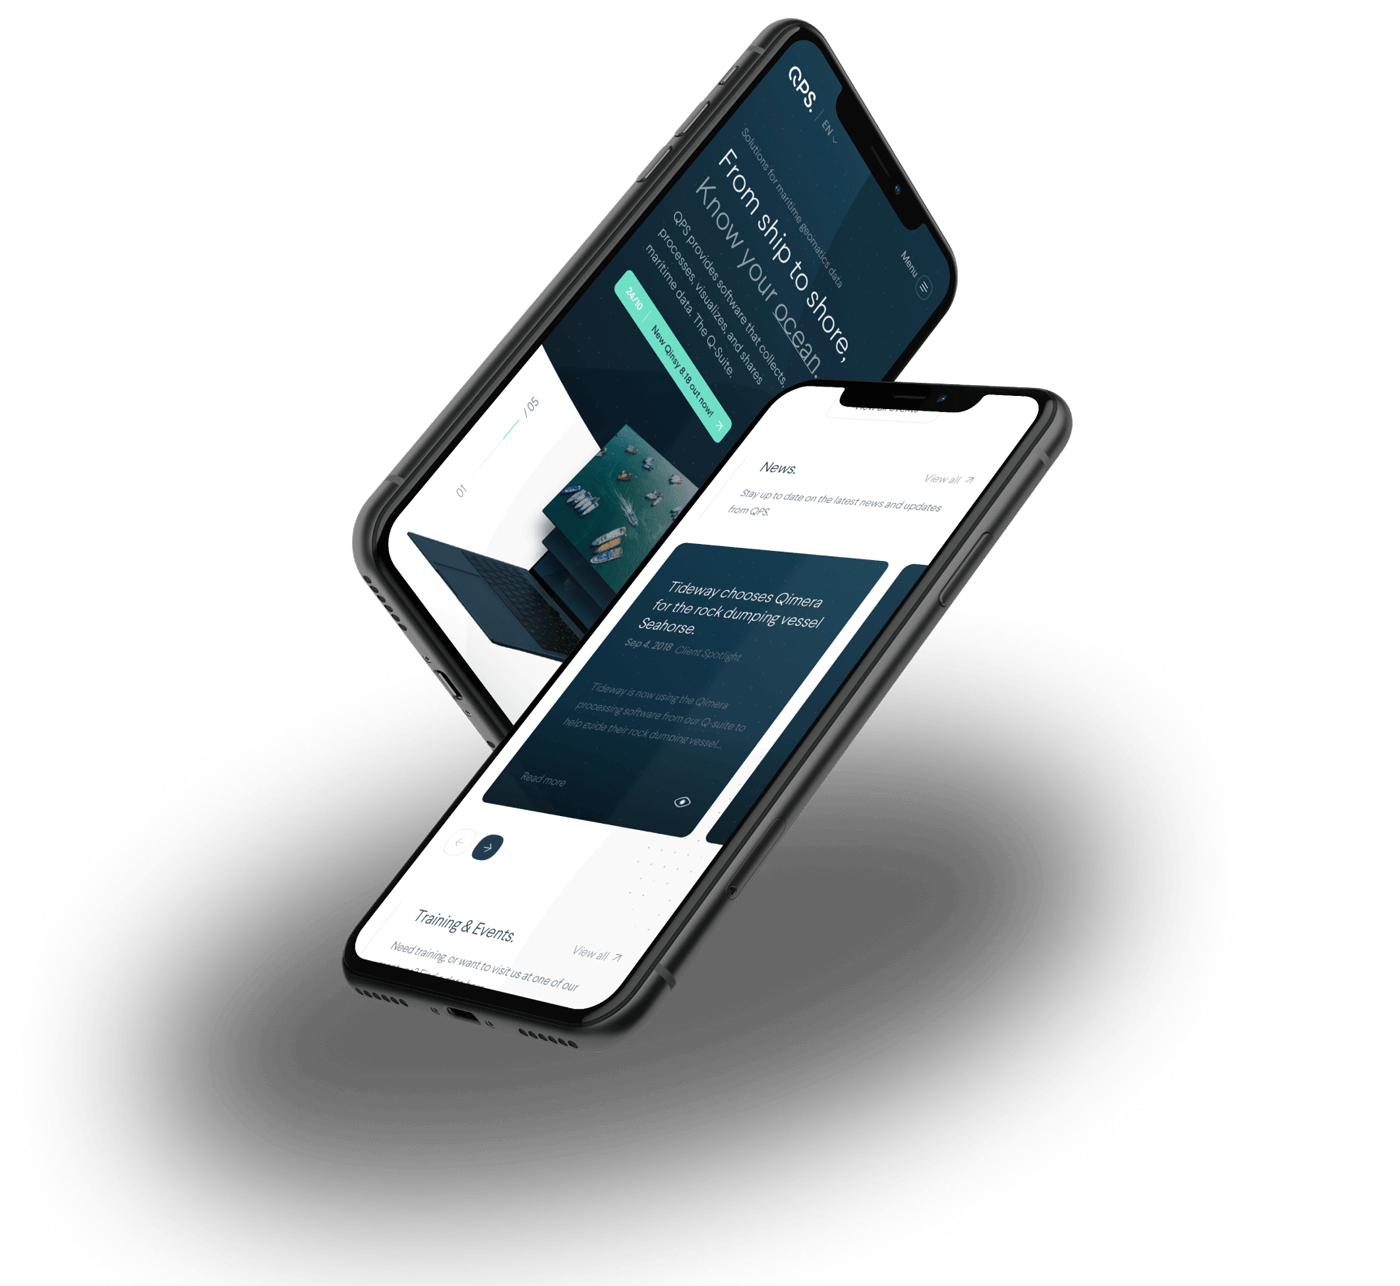 QPS.
EN
Menu
Solutions for maritime geomatics data
From ship to shore,
Know your ocean.
QPS provides software that collects,
processes, visualizes, and shares
maritime data. The Q-Suite.
24/10
New Qinsy 8.18 out now!
01
/ 05
View all events
News.
View all
Stay up to date on the latest news and updates
from QPS.
Tideway chooses Qimera
for the rock dumping vessel
Seahorse.
Sep 4. 2018 Client Spotlight
Tideway is now using the Qimera
processing software from our Q-suite to
help guide their rock dumping vessel...
Read more
Training & Events.
View all
Need training, or want to visit us at one of our